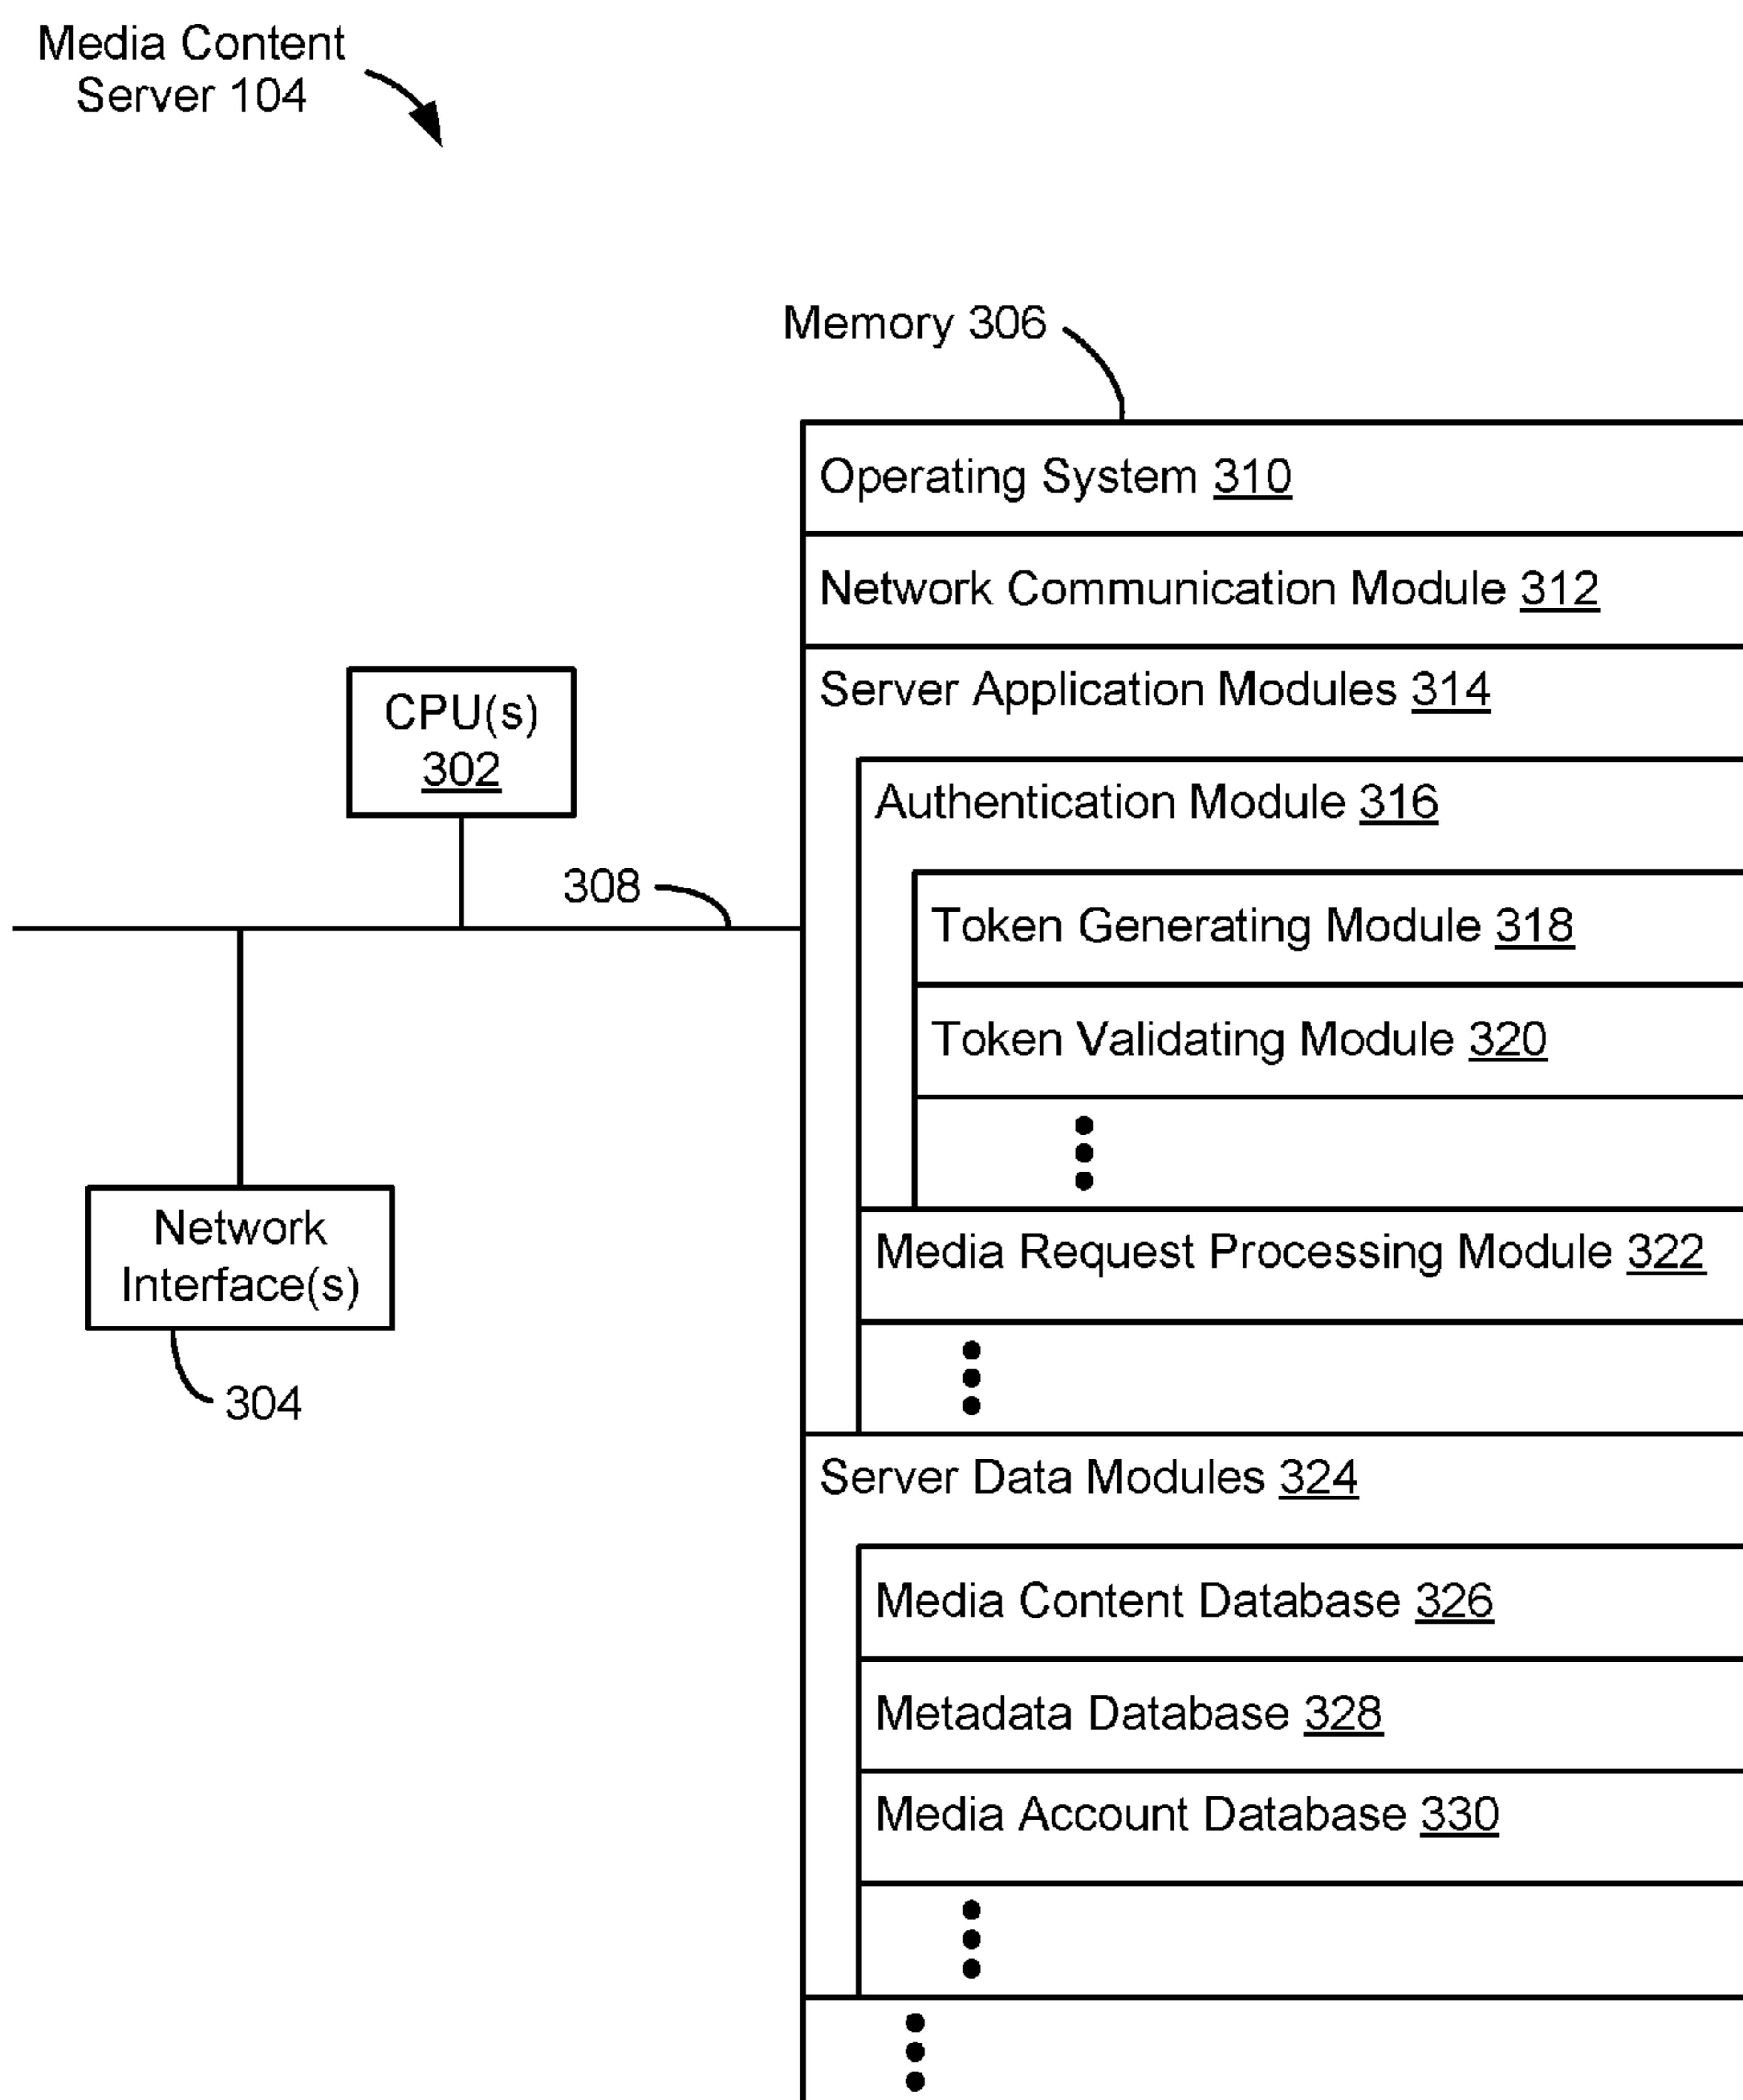 Media Content
Server 104
Memory 306
Operating System 310
Network Communication Module 312
Server Application Modules 314
CPU(s)
302
Authentication Module 316
308
Token Generating Module 318
Token Validating Module 320
Network
Interface(s)
304
Media Request Processing Module 322
Server Data Modules 324
Media Content Database 326
Metadata Database 328
Media Account Database 330